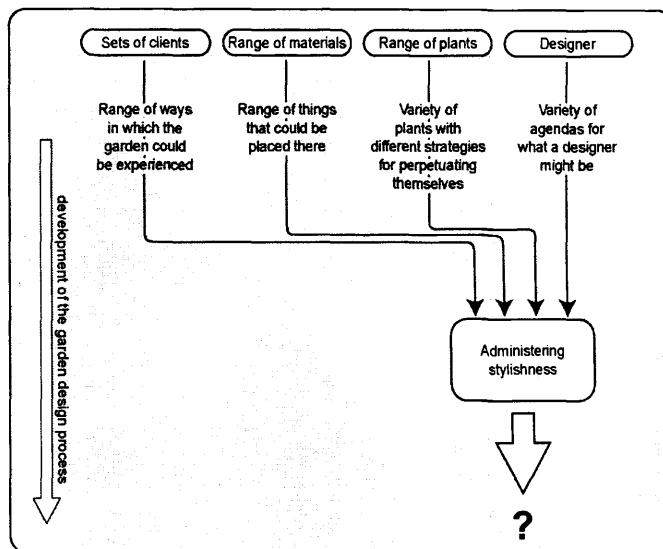 Sets of clients
Range of materials
Range of plants
Designer
Range of ways
in which the
garden could
be experienced
Range of things
that could be
placed there
Variety of
plants with
different strategies
for perpetuating
themselves
Variety of
agendas for
what a designer
might be
development of the garden design process
Administering
stylishness
?